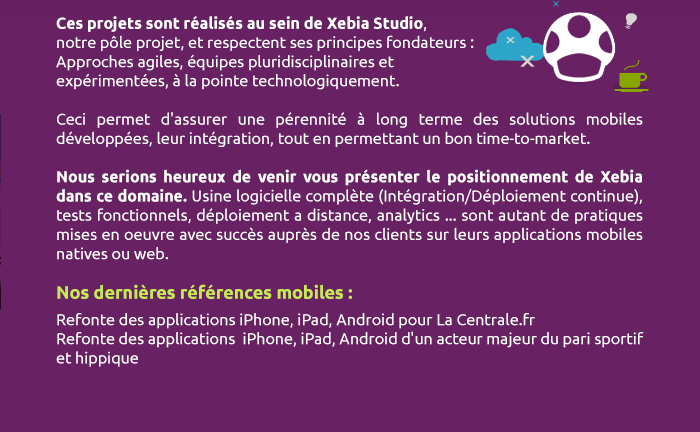 Ces projets sont réalisés au sein de Xebia Studio,
notre pôle projet, et respectent ses principes fondateurs :
Approches agiles, équipes pluridisciplinaires et
expérimentées, à la pointe technologiquement.
Ceci permet d'assurer une pérennité à long terme des solutions mobiles
développées, leur intégration, tout en permettant un bon time-to-market.
Nous serions heureux de venir vous présenter le positionnement de Xebia
dans ce domaine. Usine logicielle complète (Intégration/Déploiement continue),
tests fonctionnels, déploiement a distance, analytics ... sont autant de pratiques
mises en oeuvre avec succès auprès de nos clients sur leurs applications mobiles
natives ou web.
Nos dernières références mobiles :
Refonte des applications iPhone, iPad, Android pour La Centrale.fr
Refonte des applications  iPhone, iPad, Android d'un acteur majeur du pari sportif
et hippique